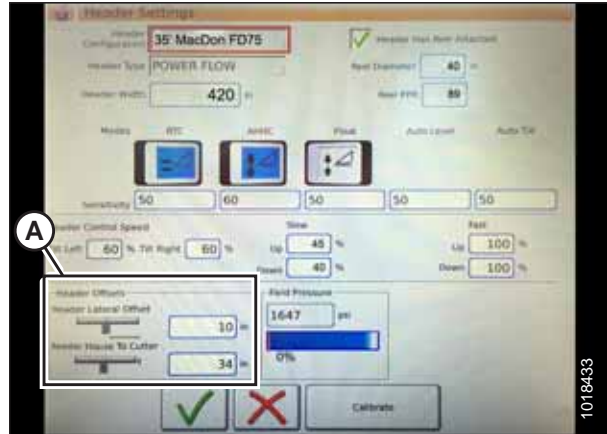 Header Settings
Header Configuration 35' MacDon FD75
Header Has Reel Attached
Header Type POWER FLOW
Reel Diameter 40 in
Header Width 420 in
Reel PPR 89
Modes RTC AHHC Float Auto Level Auto Tilt
Sensitivity 50 60 50 50 50
A
Header Control Speed
Slow
Fast
Tilt Left 60 % Tilt Right 60 %
Up 45 %
Up 100 %
Down 40 %
Down 100 %
Header Offsets
Header Lateral Offset
10 in
Feeder House To Cutter
34 in
Field Pressure
1647 psi
0%
Calibrate
1018433